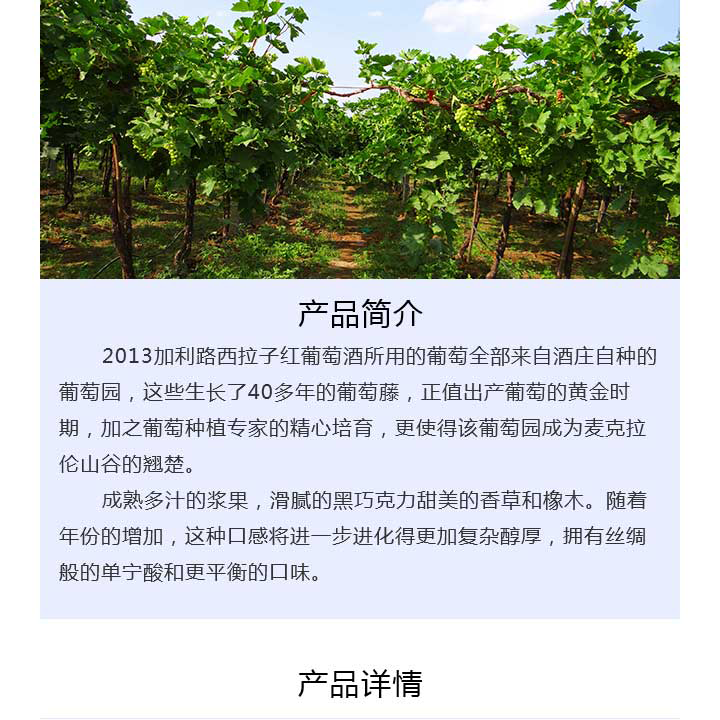 产品简介
2013加利路西拉子红葡萄酒所用的葡萄全部来自酒庄自种的
葡萄园，这些生长了40多年的葡萄藤，正值出产葡萄的黄金时
期，加之葡萄种植专家的精心培育，更使得该葡萄园成为麦克拉
伦山谷的翘楚。
成熟多汁的浆果，滑腻的黑巧克力甜美的香草和橡木。随着
年份的增加，这种口感将进一步进化得更加复杂醇厚，拥有丝绸
般的单宁酸和更平衡的口味。
产品详情